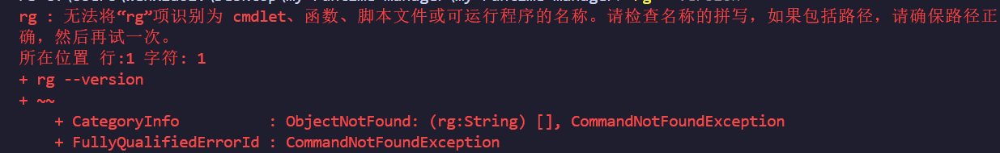 rg : 无法将“rg”项识别为 cmdlet、函数、脚本文件或可运行程序的名称。请检查名称的拼写，如果包括路径，请确保路径正
确，然后再试一次。
所在位置 行:1 字符: 1
+ rg --version
+ ~~
    + CategoryInfo          : ObjectNotFound: (rg:String) [], CommandNotFoundException
    + FullyQualifiedErrorId : CommandNotFoundException